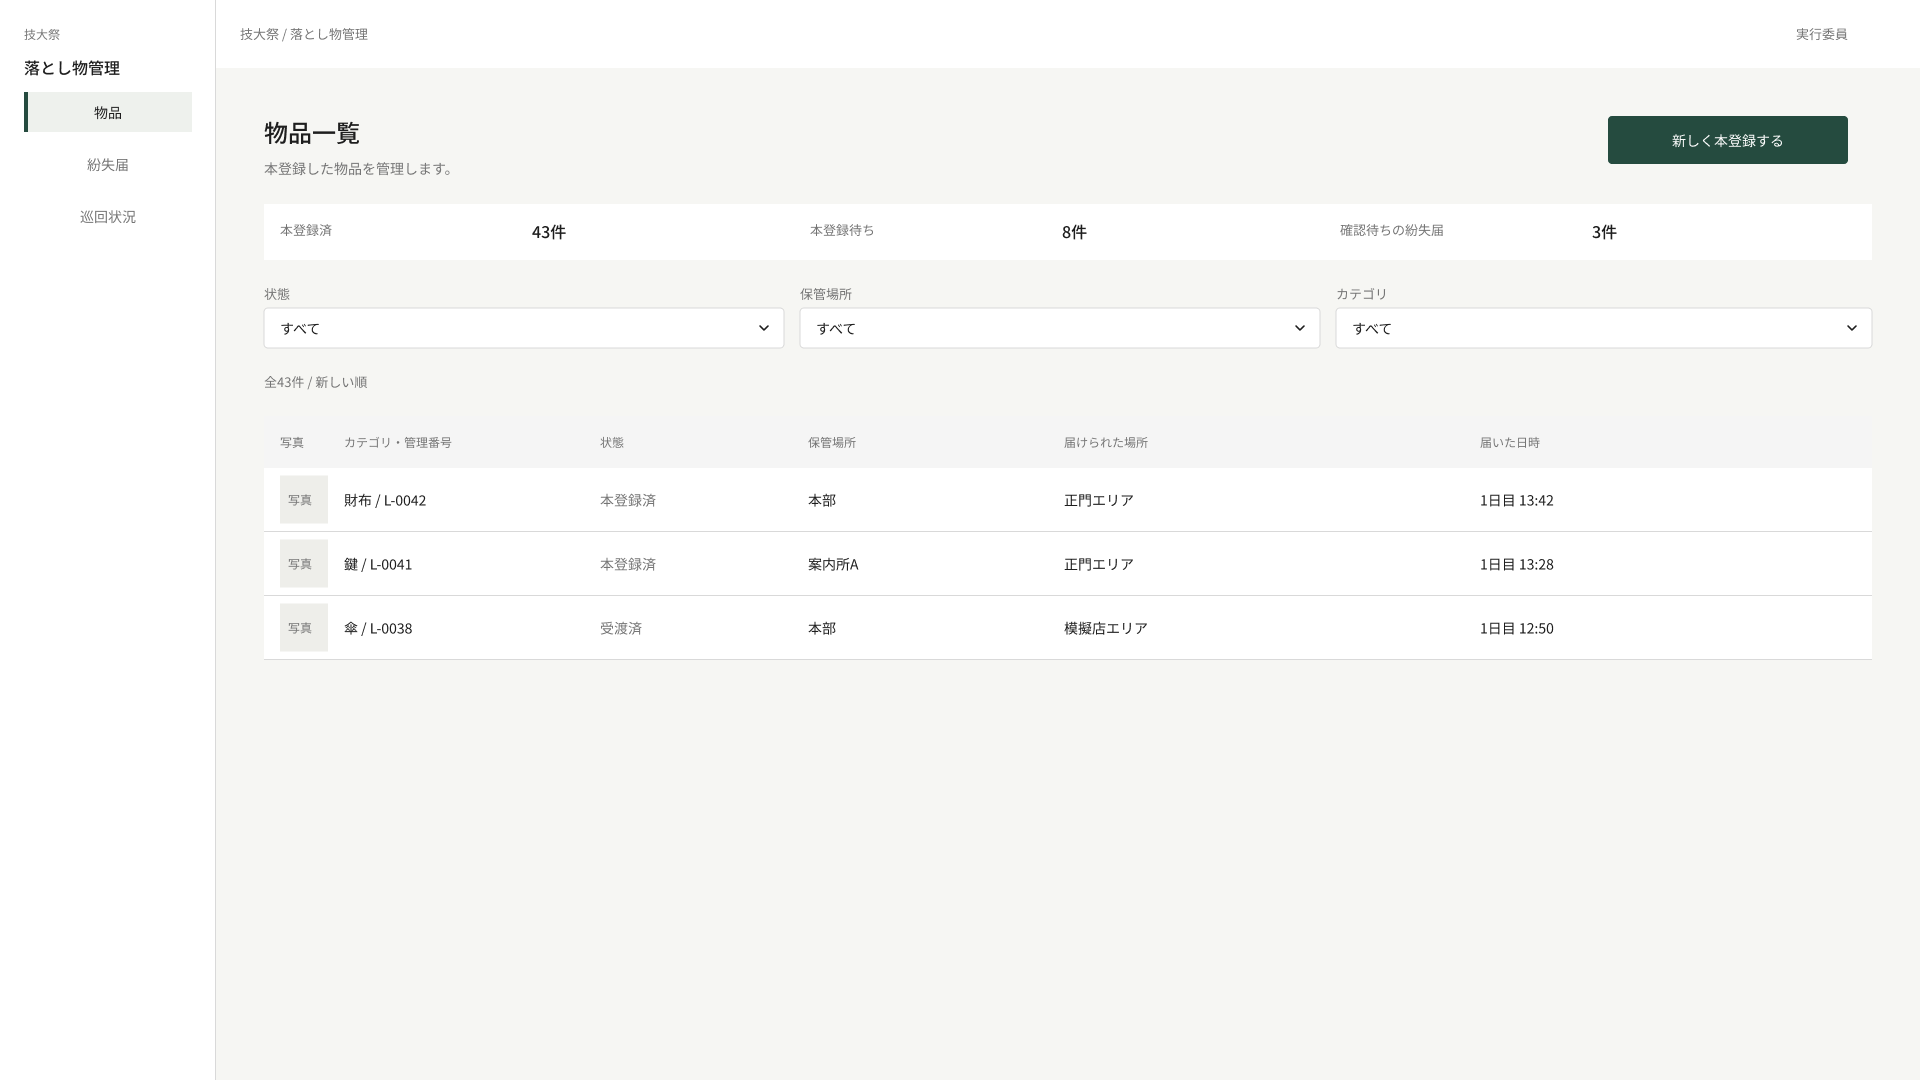 技大祭
落とし物管理
物品
紛失届
巡回状況
技大祭 / 落とし物管理
実行委員
物品一覧
本登録した物品を管理します。
新しく本登録する
本登録済 43件 本登録待ち 8件 確認待ちの紛失届 3件
状態 保管場所 カテゴリ
すべて すべて すべて
全43件 / 新しい順
写真 カテゴリ・管理番号 状態 保管場所 届けられた場所 届いた日時
写真 財布 / L-0042 本登録済 本部 正門エリア 1日目 13:42
写真 鍵 / L-0041 本登録済 案内所A 正門エリア 1日目 13:28
写真 傘 / L-0038 受渡済 本部 模擬店エリア 1日目 12:50